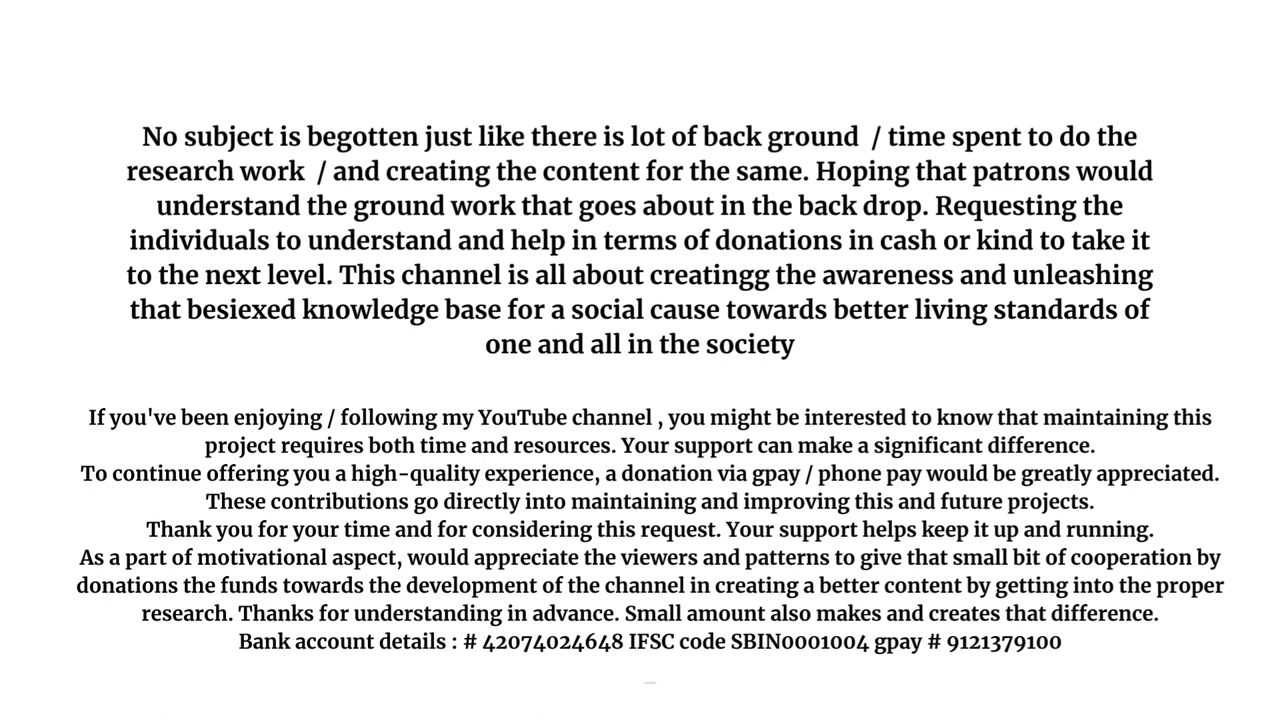 No subject is begotten just like there is lot of back ground  / time spent to do the
research work  / and creating the content for the same. Hoping that patrons would
understand the ground work that goes about in the back drop. Requesting the
individuals to understand and help in terms of donations in cash or kind to take it
to the next level. This channel is all about creatingg the awareness and unleashing
that besiexed knowledge base for a social cause towards better living standards of
one and all in the society
If you've been enjoying / following my YouTube channel , you might be interested to know that maintaining this
project requires both time and resources. Your support can make a significant difference.
To continue offering you a high-quality experience, a donation via gpay / phone pay would be greatly appreciated.
These contributions go directly into maintaining and improving this and future projects.
Thank you for your time and for considering this request. Your support helps keep it up and running.
As a part of motivational aspect, would appreciate the viewers and patterns to give that small bit of cooperation by
donations the funds towards the development of the channel in creating a better content by getting into the proper
research. Thanks for understanding in advance. Small amount also makes and creates that difference.
Bank account details : # 42074024648 IFSC code SBIN0001004 gpay # 9121379100